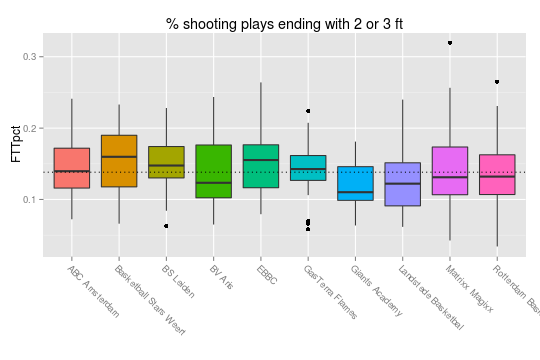 % shooting plays ending with 2 or 3 ft
FTTpct
0.3
0.2
0.1
ABC Amsterdam
Basketball Stars Weert
BS Leiden
BV Aris
EBBC
GasTerra Flames
Giants Academy
Landstede Basketbal
Matrixx Magixx
Rotterdam Bas